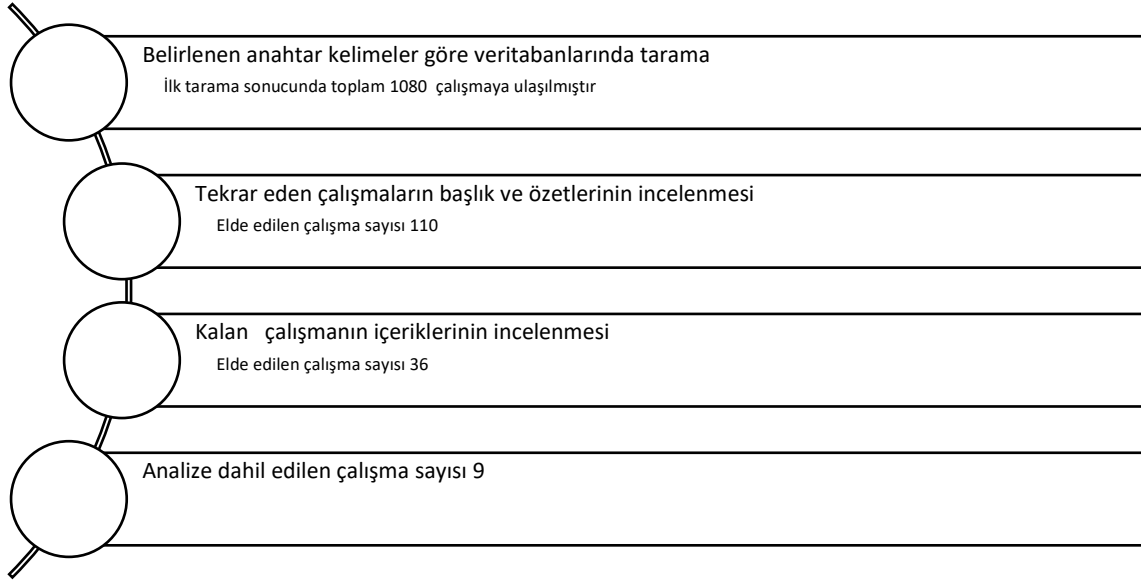 Belirlenen anahtar kelimeler göre veritabanlarında tarama
İlk tarama sonucunda toplam 1080 çalışmaya ulaşılmıştır
Tekrar eden çalışmaların başlık ve özetlerinin incelenmesi
Elde edilen çalışma sayısı 110
Kalan çalışmanın içeriklerinin incelenmesi
Elde edilen çalışma sayısı 36
Analize dahil edilen çalışma sayısı 9